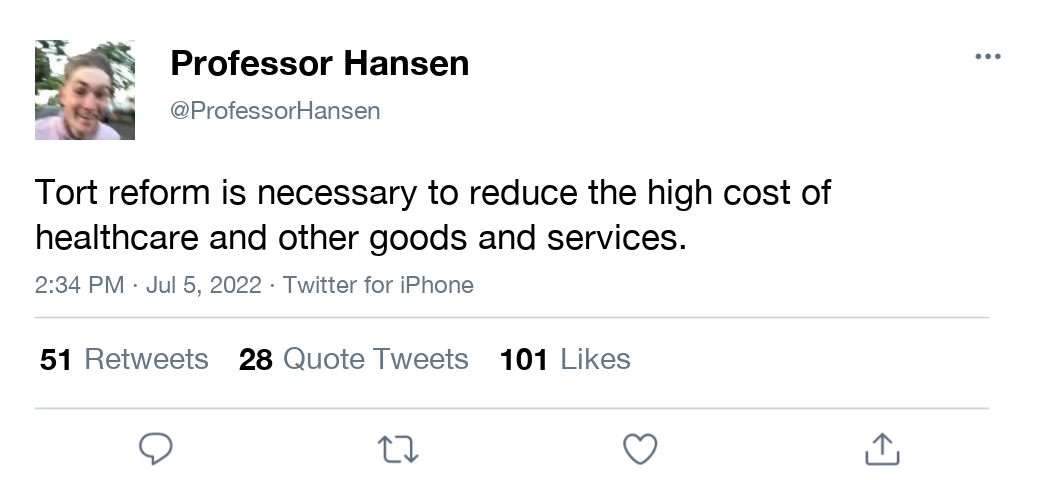 Professor Hansen
@ProfessorHansen
Tort reform is necessary to reduce the high cost of
healthcare and other goods and services.
2:34 PM · Jul 5, 2022 · Twitter for iPhone
51 Retweets 28 Quote Tweets 101 Likes